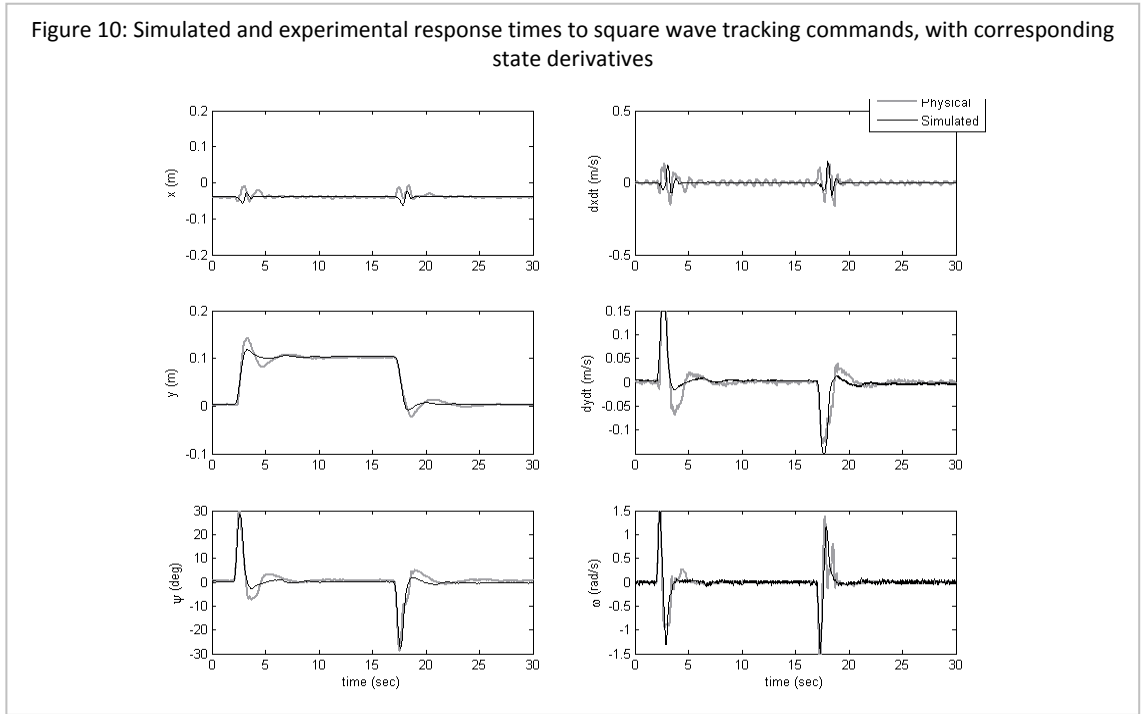 Figure 10: Simulated and experimental response times to square wave tracking commands, with corresponding
state derivatives
0.2
0.1
0
-0.1
-0.2
x (m)
0 5 10 15 20 25 30
0.5
0
-0.5
dxdt (m/s)
0 5 10 15 20 25 30
Physical
Simulated
0.2
0.1
0
-0.1
y (m)
0 5 10 15 20 25 30
0.15
0.1
0.05
0
-0.05
-0.1
dydt (m/s)
0 5 10 15 20 25 30
30
20
10
0
-10
-20
-30
ψ (deg)
0 5 10 15 20 25 30
time (sec)
1.5
1
0.5
0
-0.5
-1
-1.5
ω (rad/s)
0 5 10 15 20 25 30
time (sec)